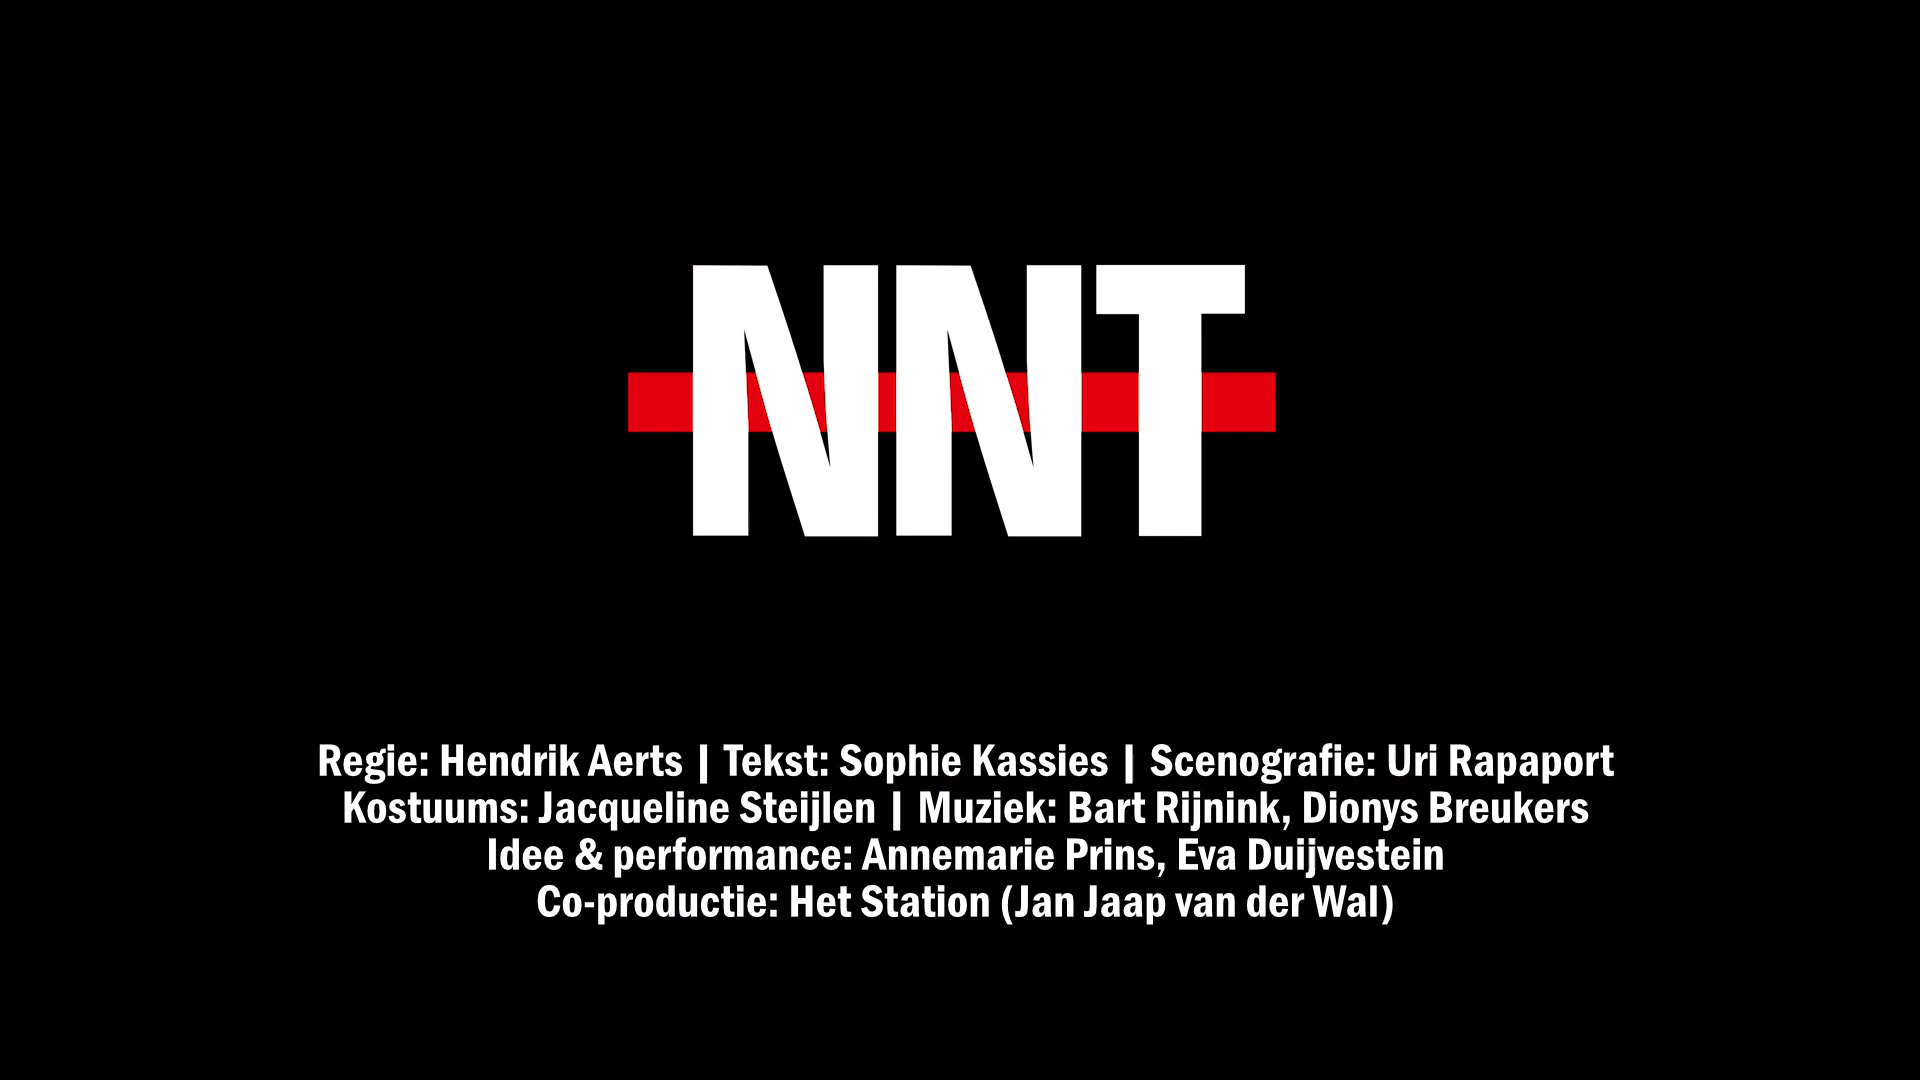 NNT
Regie: Hendrik Aerts | Tekst: Sophie Kassies | Scenografie: Uri Rapaport
Kostuums: Jacqueline Steijlen | Muziek: Bart Rijnink, Dionys Breukers
Idee & performance: Annemarie Prins, Eva Duijvestein
Co-productie: Het Station (Jan Jaap van der Wal)